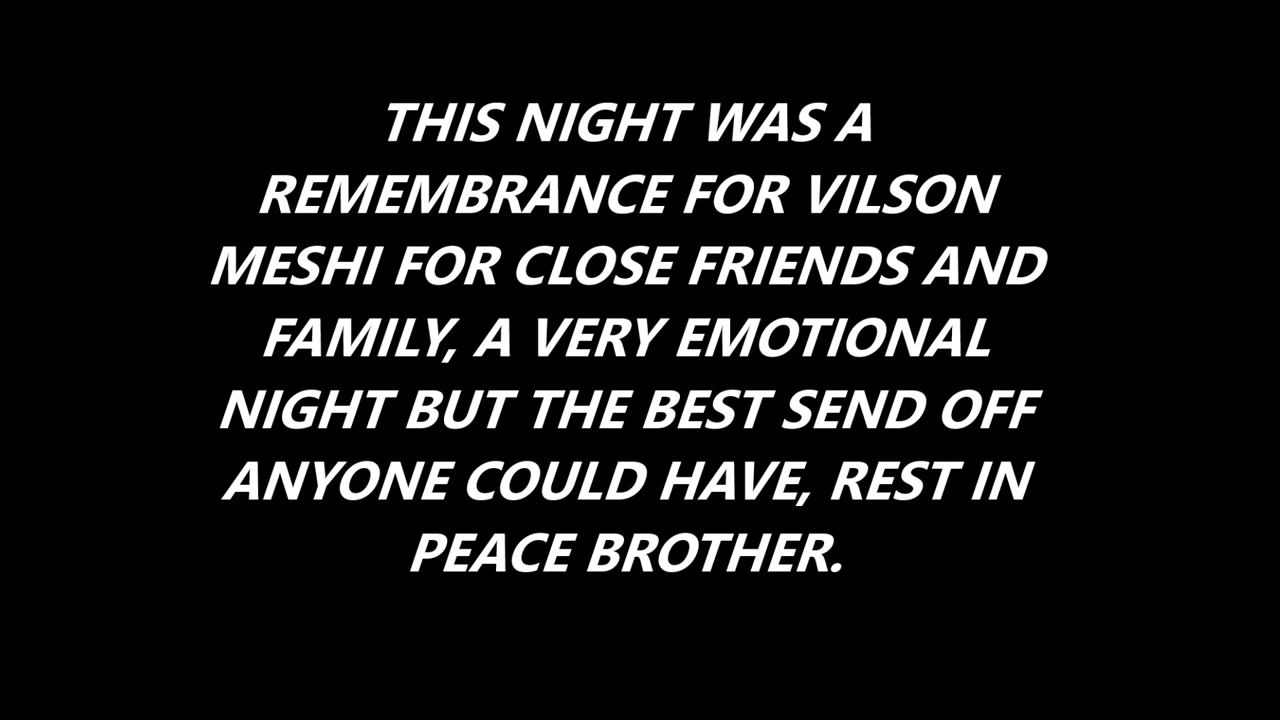 THIS NIGHT WAS A
REMEMBRANCE FOR VILSON
MESHI FOR CLOSE FRIENDS AND
FAMILY, A VERY EMOTIONAL
NIGHT BUT THE BEST SEND OFF
ANYONE COULD HAVE, REST IN
PEACE BROTHER.